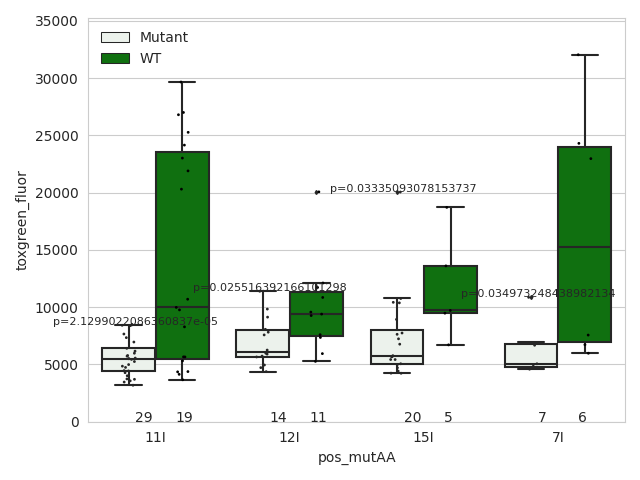 35000
Mutant
WT
30000
25000
20000
p=0.03335093078153737
15000
p=0.025516392166101298
p=0.034973248438982134
10000
p=2.1299022086360837e-05
5000
0
29 19 14 11 20 5 7 6
11I 12I 15I 7I
pos_mutAA
toxgreen_fluor